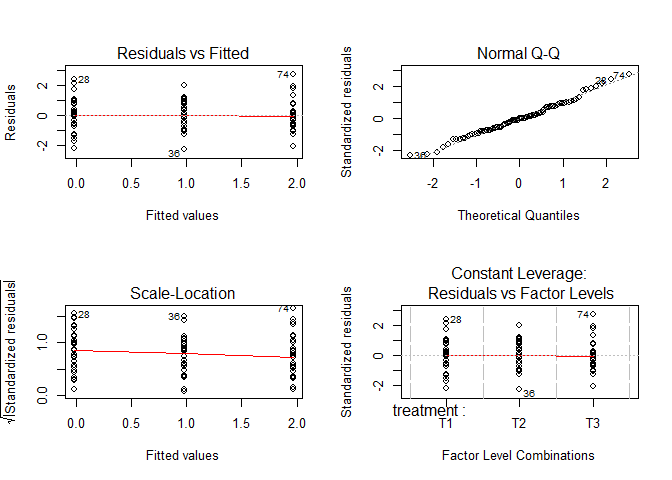 Residuals vs Fitted
Residuals
2
0
-2
28
74
36
0.0 0.5 1.0 1.5 2.0
Fitted values
Normal Q-Q
Standardized residuals
2
0
-2
28
74
36
-2 -1 0 1 2
Theoretical Quantiles
Scale-Location
√|Standardized residuals|
1.0
0.0
28
36
74
0.0 0.5 1.0 1.5 2.0
Fitted values
Constant Leverage:
Residuals vs Factor Levels
Standardized residuals
2
0
-2
28
74
36
treatment :
T1 T2 T3
Factor Level Combinations